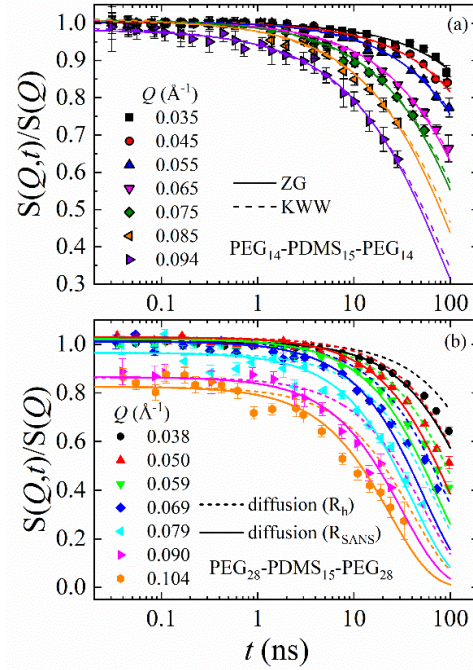 (a)
S(Q,t)/S(Q)
1.0
0.9
0.8
0.7
0.6
0.5
0.4
0.3
Q (Å⁻¹)
0.035
0.045
0.055
0.065
0.075
0.085
0.094
ZG
KWW
PEG₁₄-PDMS₁₅-PEG₁₄
0.1 1 10 100
(b)
S(Q,t)/S(Q)
1.0
0.8
0.6
0.4
0.2
0.0
Q (Å⁻¹)
0.038
0.050
0.059
0.069
0.079
0.090
0.104
diffusion (Rₕ)
diffusion (R_SANS)
PEG₂₈-PDMS₁₅-PEG₂₈
0.1 1 10 100
t (ns)